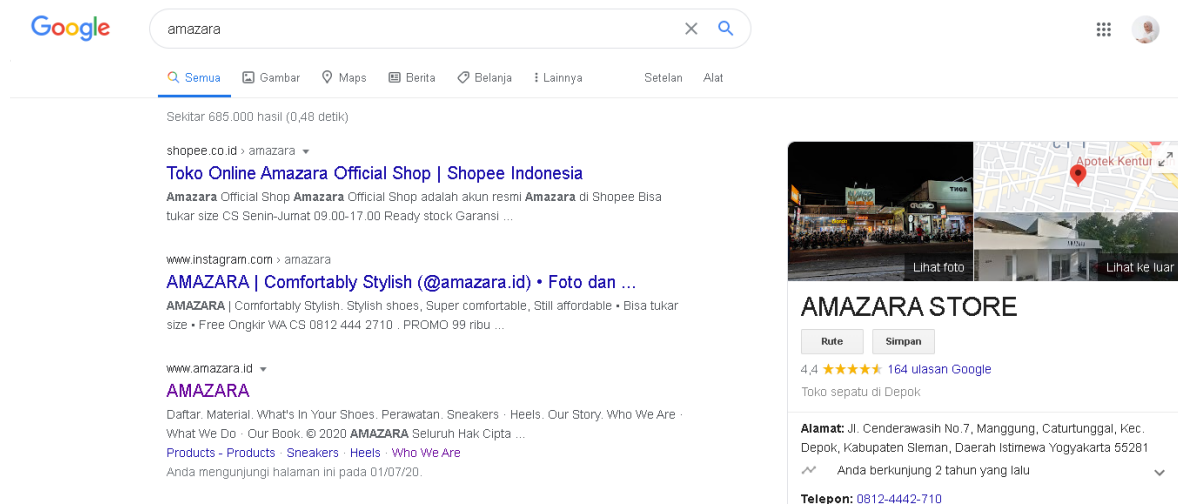 Google
amazara
Semua Gambar Maps Berita Belanja Lainnya Setelan Alat
Sekitar 685.000 hasil (0,48 detik)
shopee.co.id › amazara
Toko Online Amazara Official Shop | Shopee Indonesia
Amazara Official Shop Amazara Official Shop adalah akun resmi Amazara di Shopee Bisa
tukar size CS Senin-Jumat 09.00-17.00 Ready stock Garansi ...
www.instagram.com › amazara
AMAZARA | Comfortably Stylish (@amazara.id) • Foto dan ...
AMAZARA | Comfortably Stylish. Stylish shoes, Super comfortable, Still affordable • Bisa tukar
size • Free Ongkir WA CS 0812 444 2710 . PROMO 99 ribu ...
www.amazara.id
AMAZARA
Daftar. Material. What's In Your Shoes. Perawatan. Sneakers · Heels. Our Story. Who We Are ·
What We Do · Our Book. © 2020 AMAZARA Seluruh Hak Cipta ...
Products - Products · Sneakers · Heels · Who We Are
Anda mengunjungi halaman ini pada 01/07/20.
Apotek Kentur
Lihat foto
Lihat ke luar
AMAZARA STORE
Rute Simpan
4,4 164 ulasan Google
Toko sepatu di Depok
Alamat: Jl. Cenderawasih No.7, Manggung, Caturtunggal, Kec.
Depok, Kabupaten Sleman, Daerah Istimewa Yogyakarta 55281
Anda berkunjung 2 tahun yang lalu
Telepon: 0812-4442-710